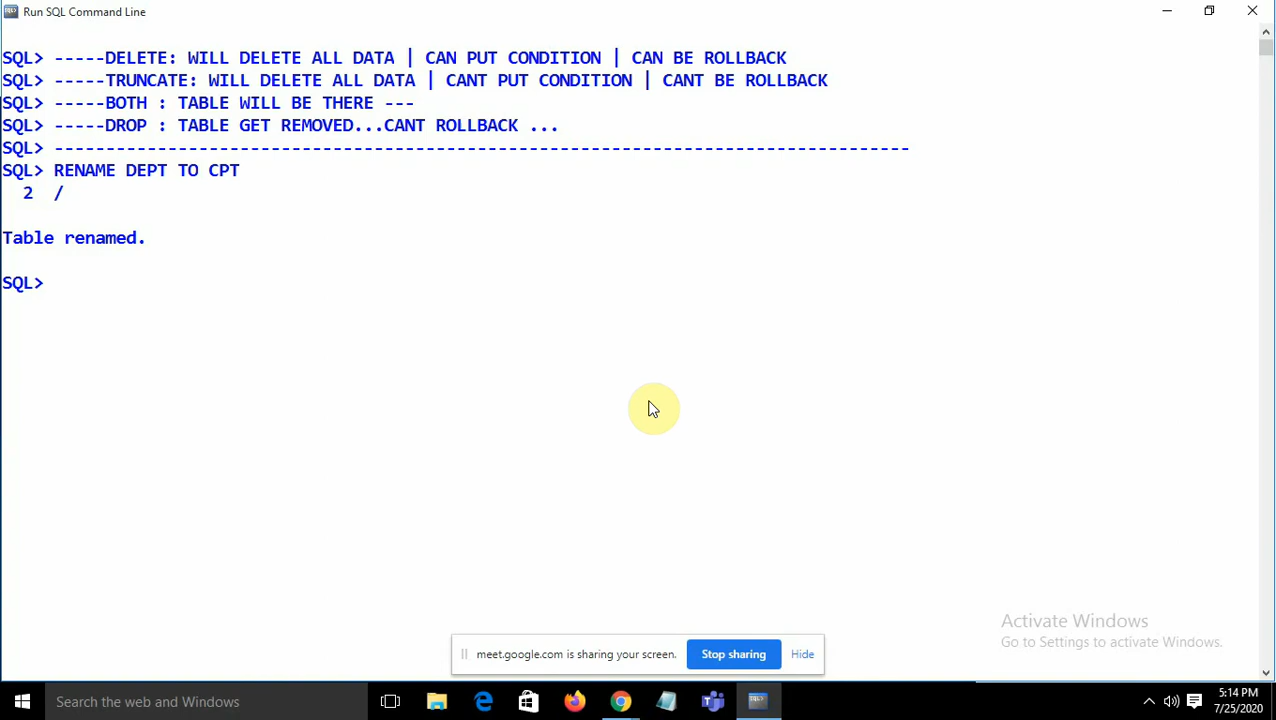 Run SQL Command Line
SQL> -----DELETE: WILL DELETE ALL DATA | CAN PUT CONDITION | CAN BE ROLLBACK
SQL> -----TRUNCATE: WILL DELETE ALL DATA | CANT PUT CONDITION | CANT BE ROLLBACK
SQL> -----BOTH : TABLE WILL BE THERE ---
SQL> -----DROP : TABLE GET REMOVED...CANT ROLLBACK ...
SQL> -----------------------------------------------------------------------------------
SQL> RENAME DEPT TO CPT
2 /
Table renamed.
SQL>
Activate Windows
Go to Settings to activate Windows.
meet.google.com is sharing your screen.
Stop sharing
Hide
Search the web and Windows
5:14 PM
7/25/2020